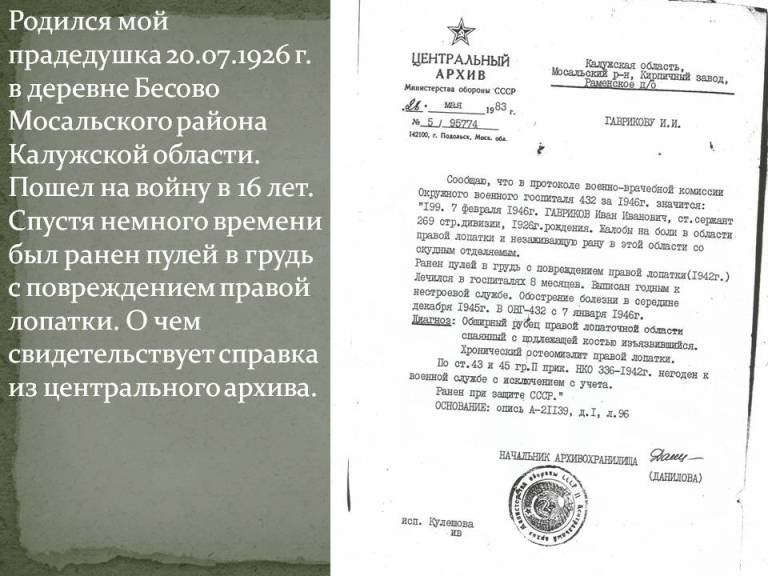 Родился мой
прадедушка 20.07.1926 г.
в деревне Бесово
Мосальского района
Калужской области.
Пошел на войну в 16 лет.
Спустя немного времени
был ранен пулей в грудь
с повреждением правой
лопатки. О чем
свидетельствует справка
из центрального архива.
ЦЕНТРАЛЬНЫЙ
АРХИВ
Министерства обороны СССР
26. мая 1983 г.
№ 5/ 95774
142100, г. Подольск, Моск. обл.
Калужская область,
Мосальский р-н, Кирпичный завод,
Раменское п/о
ГАВРИКОВУ И.И.
Сообщаю, что в протоколе военно-врачебной комиссии
Окружного военного госпиталя 432 за 1946г. значится:
"199. 7 февраля 1946г. ГАВРИКОВ Иван Иванович, ст.сержант
269 стр.дивизии, 1926г.рождения. Жалобы на боли в области
правой лопатки и незаживающую рану в этой области со
скудным отделяемым.
Ранен пулей в грудь с повреждением правой лопатки(1942г.)
Лечился в госпиталях 8 месяцев. Выписан годным к
нестроевой службе. Обострение болезни в середине
декабря 1945г. В ОКГ-432 с 7 января 1946г.
Диагноз: Обширный рубец правой лопаточной области
спаянный с подлежащей костью изъязвившийся.
Хронический остеомиэлит правой лопатки.
По ст.43 и 45 гр.П прик. НКО 336-1942г. негоден к
военной службе с исключением с учета.
Ранен при защите СССР."
ОСНОВАНИЕ: опись А-21139, д.1, л.96
НАЧАЛЬНИК АРХИВОХРАНИЛИЩА
(ДАНИЛОВА)
исп. Кулешова
ИВ